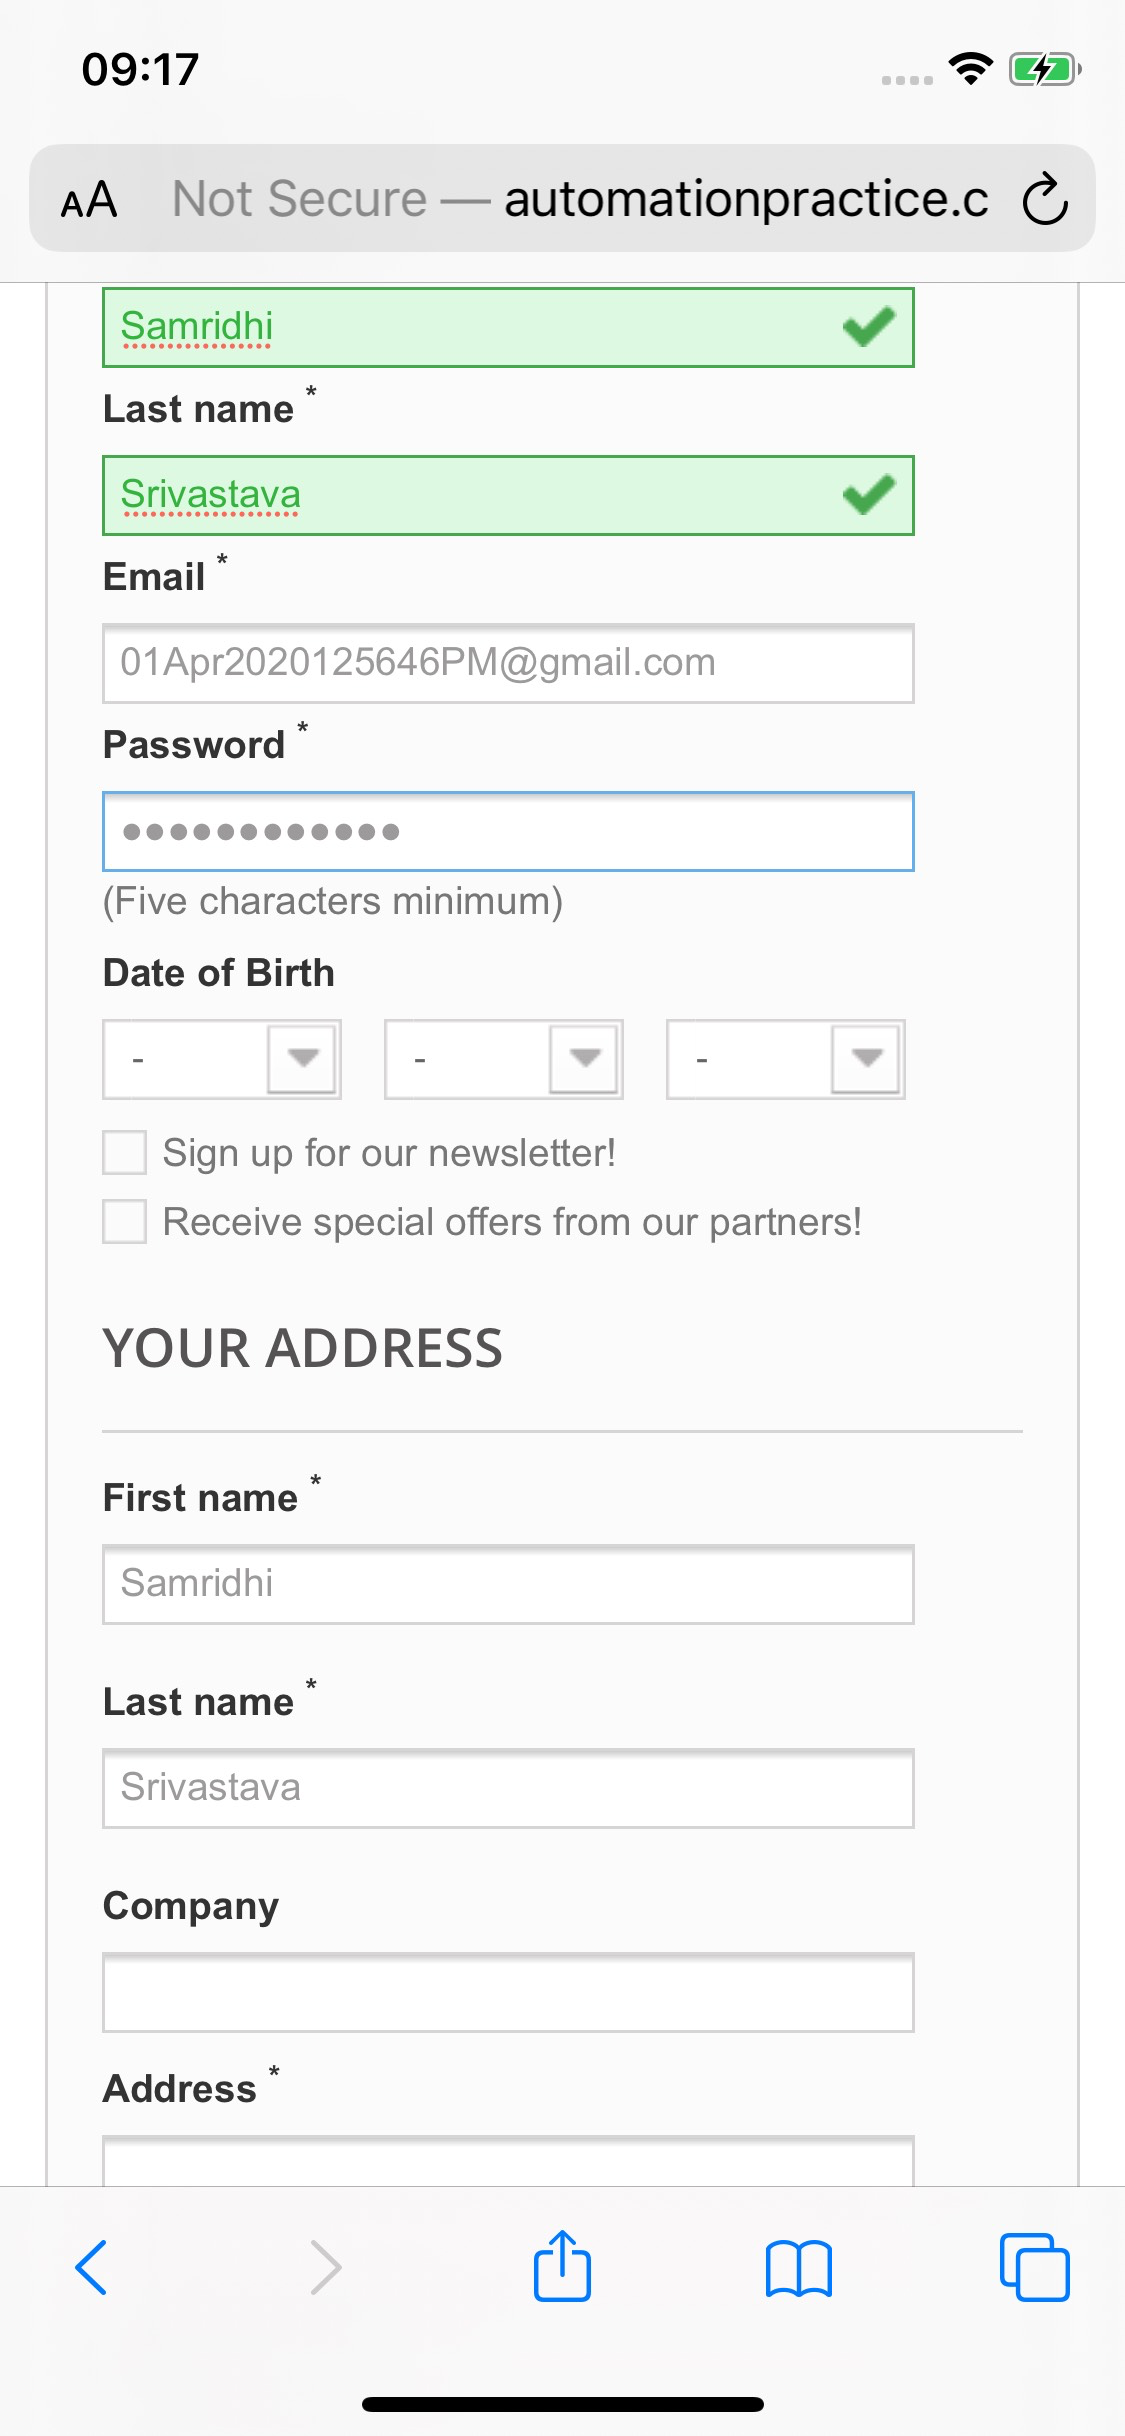 09:17
AA Not Secure — automationpractice.c
Samridhi
Last name *
Srivastava
Email *
01Apr2020125646PM@gmail.com
Password *
••••••••••••
(Five characters minimum)
Date of Birth
- - -
Sign up for our newsletter!
Receive special offers from our partners!
YOUR ADDRESS
First name *
Samridhi
Last name *
Srivastava
Company
Address *